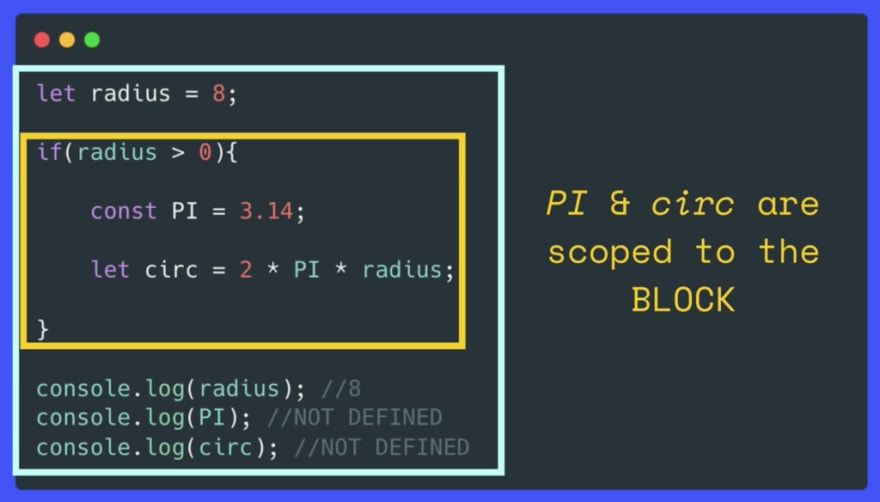 let radius = 8;
if(radius > 0){
const PI = 3.14;
let circ = 2 * PI * radius;
}
console.log(radius); //8
console.log(PI); //NOT DEFINED
console.log(circ); //NOT DEFINED
PI & circ are
scoped to the
BLOCK